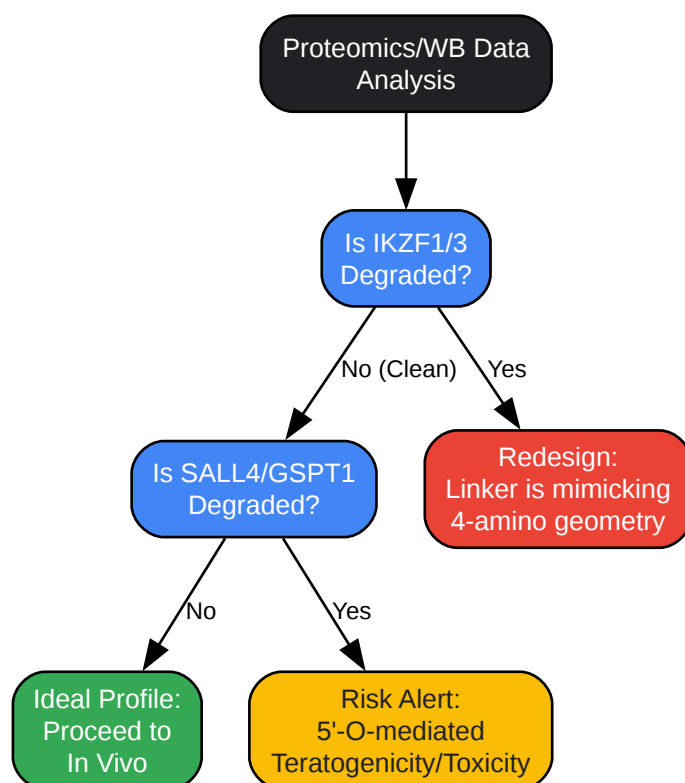 Proteomics/WB Data
Analysis
Is IKZF1/3
Degraded?
No (Clean)
Yes
Is SALL4/GSPT1
Degraded?
Redesign:
Linker is mimicking
4-amino geometry
No
Yes
Ideal Profile:
Proceed to
In Vivo
Risk Alert:
5'-O-mediated
Teratogenicity/Toxicity